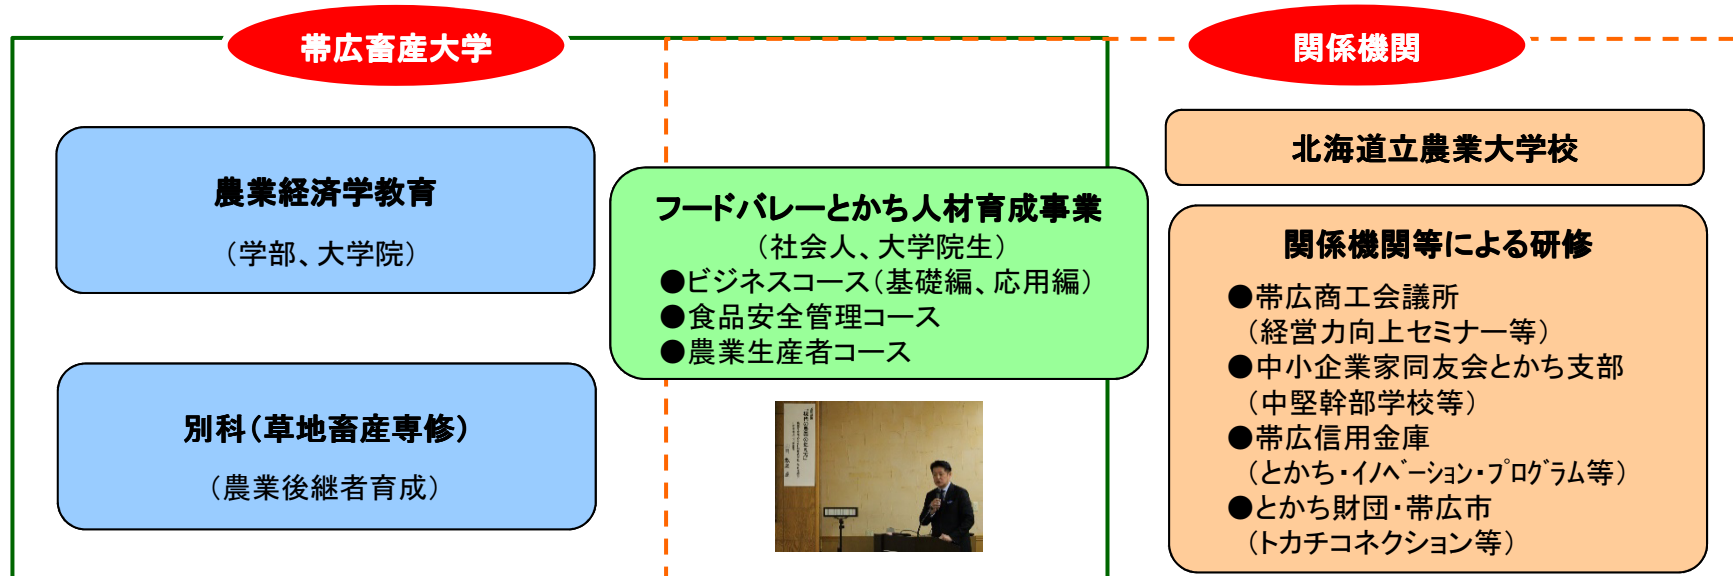 帯広畜産大学
関係機関
農業経済学教育
（学部、大学院）
別科（草地畜産専修）
（農業後継者育成）
フードバレーとかち人材育成事業
（社会人、大学院生）
●ビジネスコース（基礎編、応用編）
●食品安全管理コース
●農業生産者コース
北海道立農業大学校
関係機関等による研修
●帯広商工会議所
（経営力向上セミナー等）
●中小企業家同友会とかち支部
（中堅幹部学校等）
●帯広信用金庫
（とかち・ｲﾉﾍﾞｰｼｮﾝ・ﾌﾟﾛｸﾞﾗﾑ等）
●とかち財団・帯広市
（トカチコネクション等）